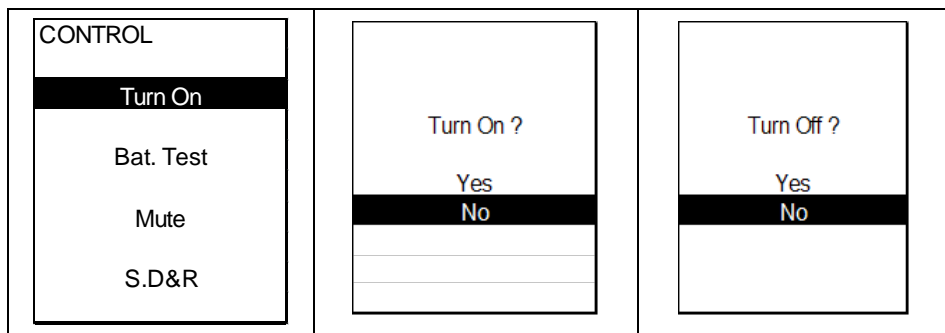 CONTROL
Turn On
Bat. Test
Mute
S.D&R
Turn On ?
Yes
No
Turn Off ?
Yes
No